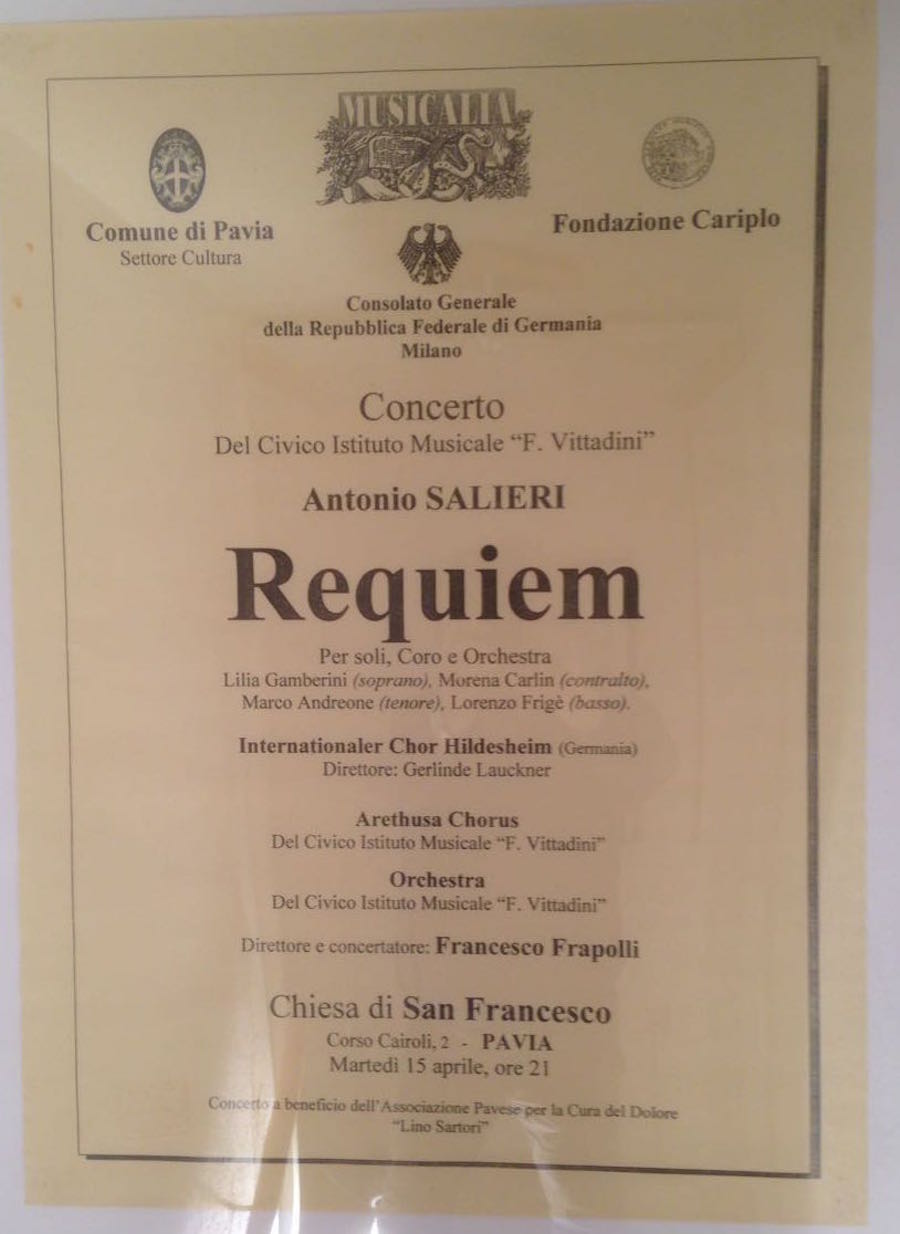 MUSICALIA
Comune di Pavia
Settore Cultura
Fondazione Cariplo
Consolato Generale
della Repubblica Federale di Germania
Milano
Concerto
Del Civico Istituto Musicale “F. Vittadini”
Antonio SALIERI
Requiem
Per soli, Coro e Orchestra
Lilia Gamberini (soprano), Morena Carlin (contralto),
Marco Andreone (tenore), Lorenzo Frigè (basso).
Internationaler Chor Hildesheim (Germania)
Direttore: Gerlinde Lauckner
Arethusa Chorus
Del Civico Istituto Musicale “F. Vittadini”
Orchestra
Del Civico Istituto Musicale “F. Vittadini”
Direttore e concertatore: Francesco Frapolli
Chiesa di San Francesco
Corso Cairoli, 2 - PAVIA
Martedì 15 aprile, ore 21
Concerto a beneficio dell’Associazione Pavese per la Cura del Dolore
“Lino Sartori”